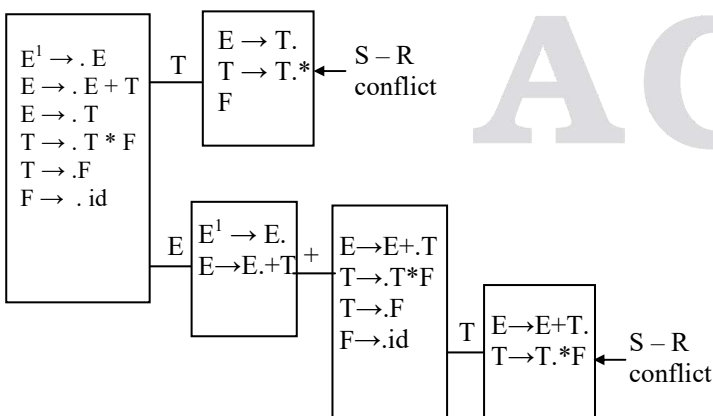 E¹ → . E
E → . E + T
E → . T
T → . T * F
T → .F
F → . id
T
E → T.
T → T.*
F
S – R
conflict
E
E¹ → E.
E→E.+T
+
E→E+.T
T→.T*F
T→.F
F→.id
T
E→E+T.
T→T.*F
S – R
conflict
AC